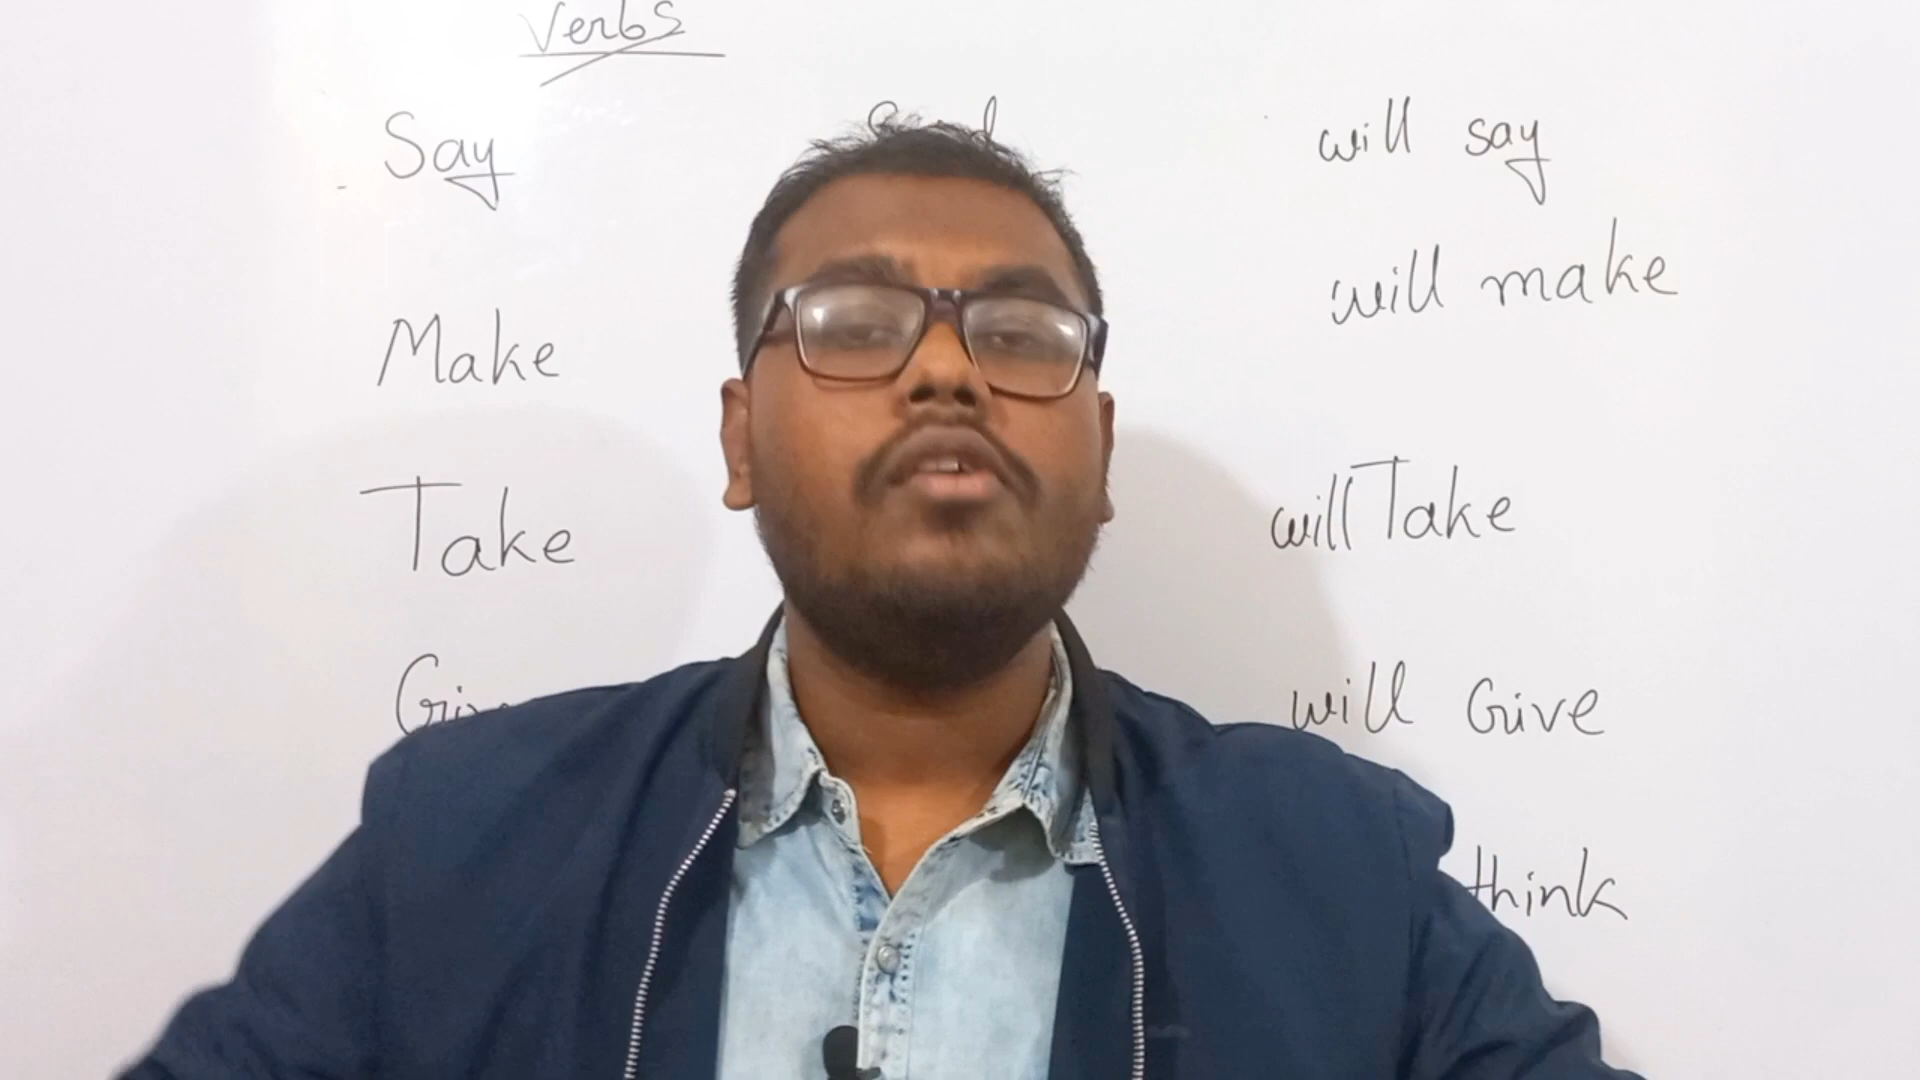 Verbs
Say will say
Make will make
Take will Take
will Give
think